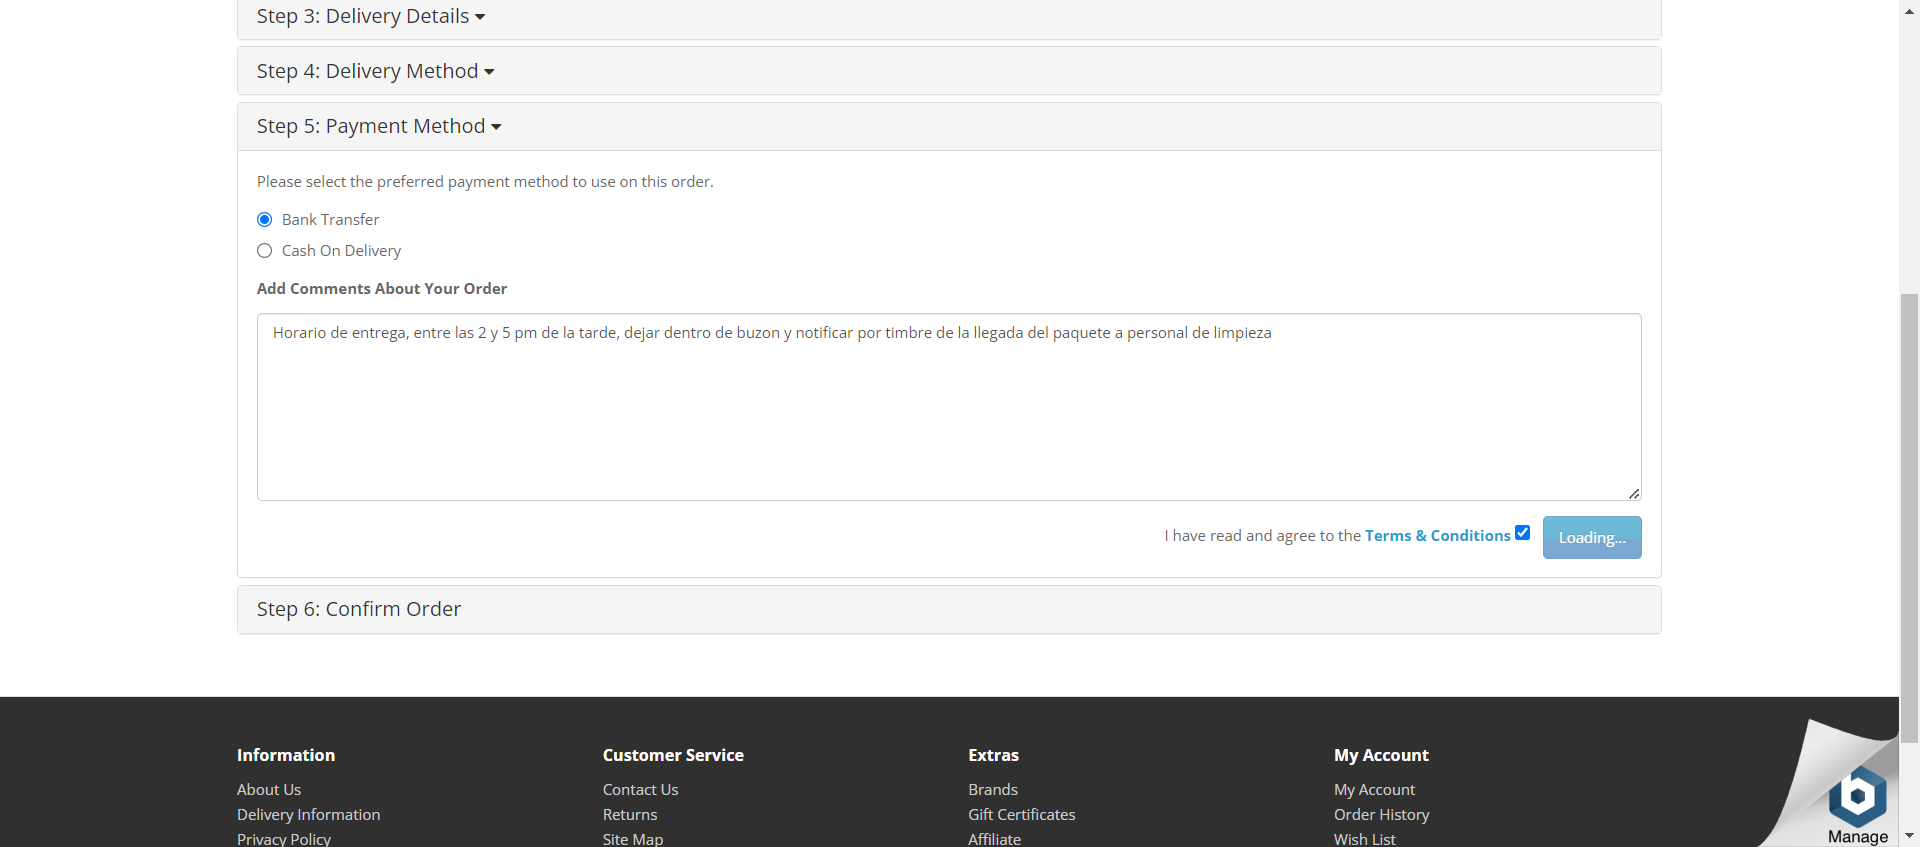 Step 3: Delivery Details
Step 4: Delivery Method
Step 5: Payment Method
Please select the preferred payment method to use on this order.
Bank Transfer
Cash On Delivery
Add Comments About Your Order
Horario de entrega, entre las 2 y 5 pm de la tarde, dejar dentro de buzon y notificar por timbre de la llegada del paquete a personal de limpieza
I have read and agree to the Terms & Conditions
Loading...
Step 6: Confirm Order
Information
About Us
Delivery Information
Privacy Policy
Customer Service
Contact Us
Returns
Site Map
Extras
Brands
Gift Certificates
Affiliate
My Account
My Account
Order History
Wish List
b
Manage